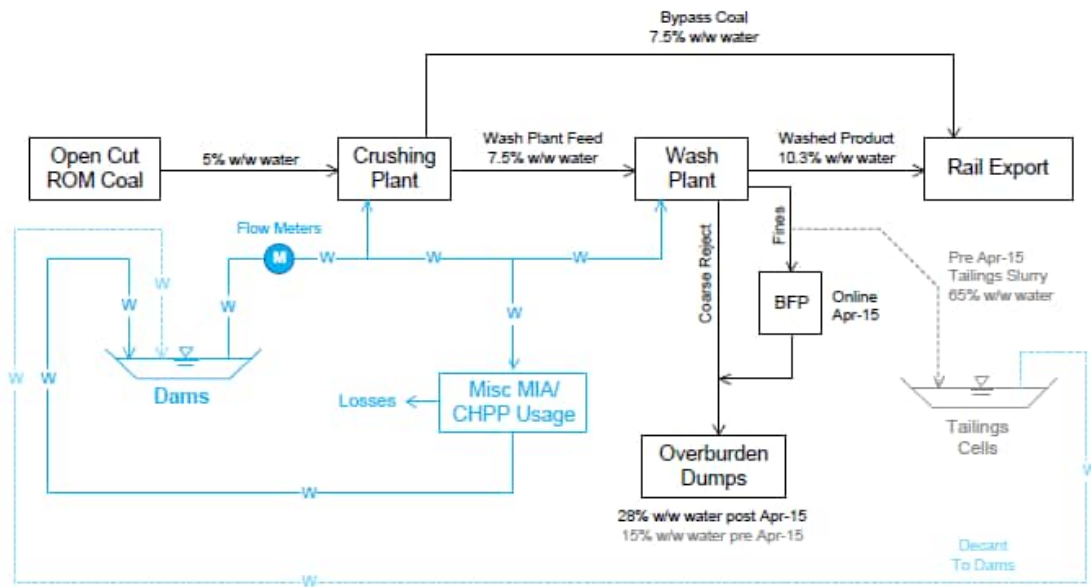 Bypass Coal
7.5% w/w water
Open Cut
ROM Coal
5% w/w water
Crushing
Plant
Wash Plant Feed
7.5% w/w water
Wash
Plant
Washed Product
10.3% w/w water
Rail Export
Flow Meters
M
W
W
W
W
W
W
W
W
W
W
Coarse Reject
Fines
BFP
Online
Apr-15
Pre Apr-15
Tailings Slurry
65% w/w water
Dams
Losses
Misc MIA/
CHPP Usage
Tailings
Cells
Overburden
Dumps
28% w/w water post Apr-15
15% w/w water pre Apr-15
W
W
W
Decant
To Dams